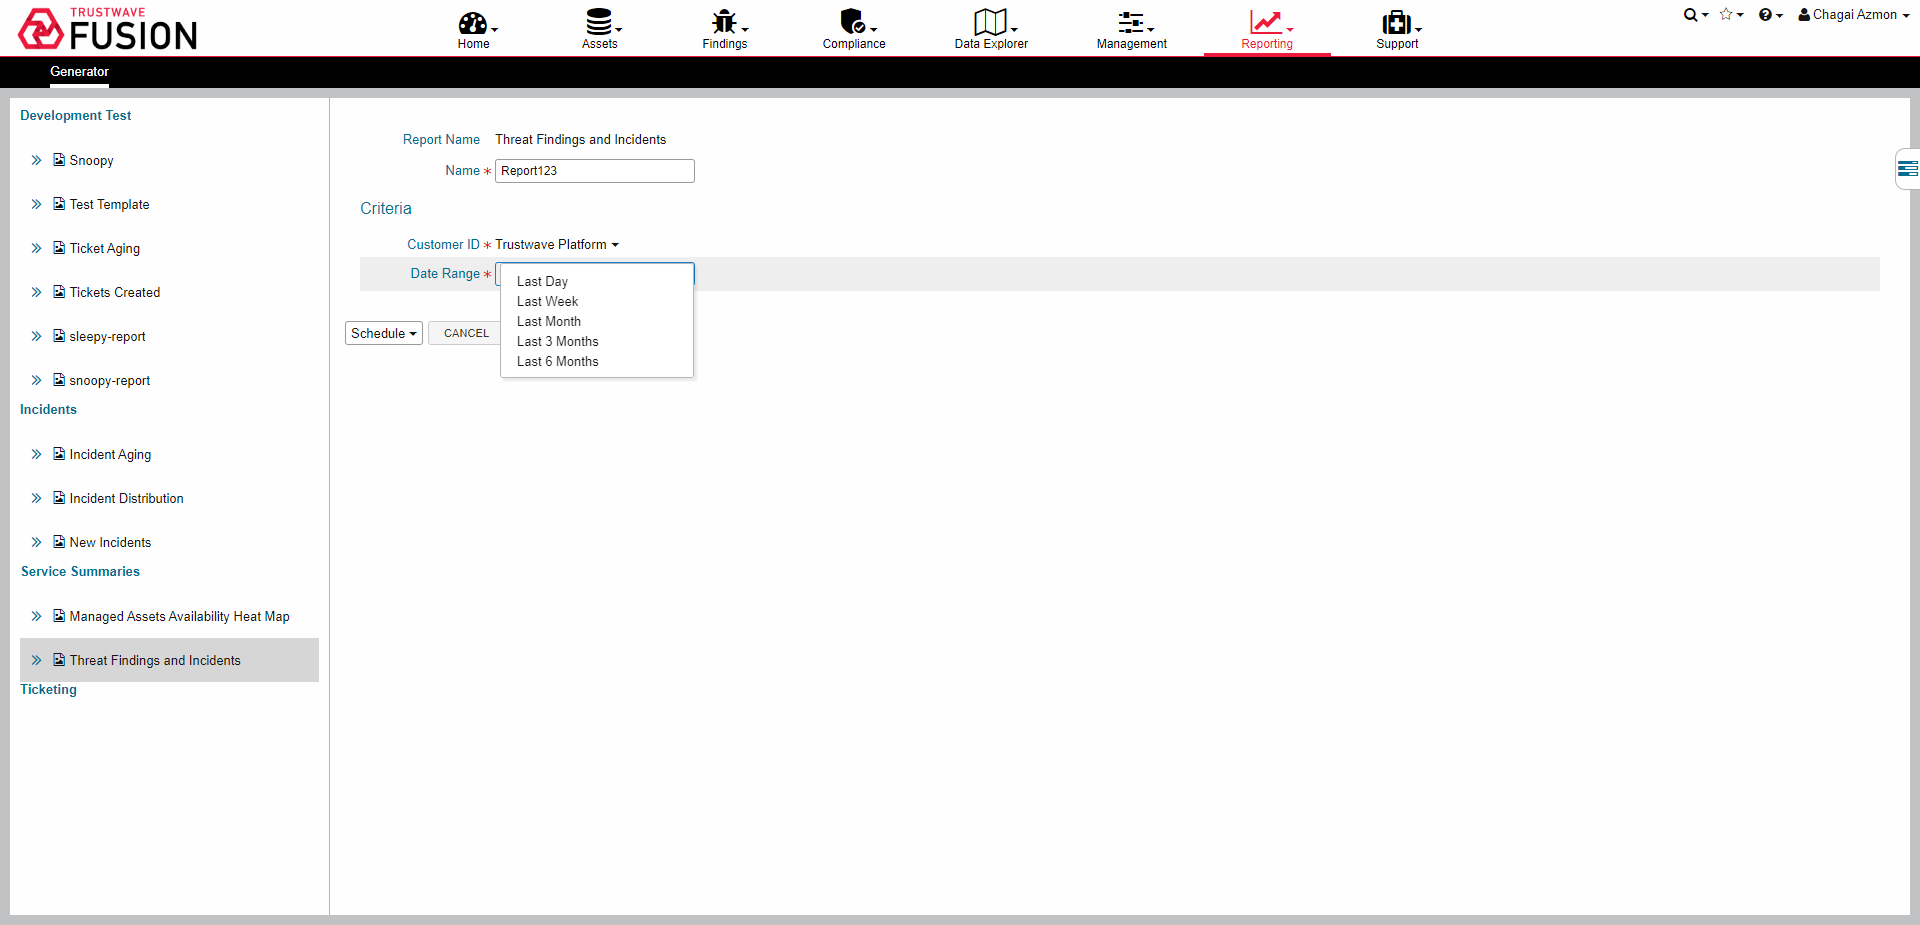 TRUSTWAVE
FUSION
Home
Assets
Findings
Compliance
Data Explorer
Management
Reporting
Support
Chagai Azmon
Generator
Development Test
Snoopy
Test Template
Ticket Aging
Tickets Created
sleepy-report
snoopy-report
Incidents
Incident Aging
Incident Distribution
New Incidents
Service Summaries
Managed Assets Availability Heat Map
Threat Findings and Incidents
Ticketing
Report Name Threat Findings and Incidents
Name * Report123
Criteria
Customer ID * Trustwave Platform
Date Range *
Last Day
Last Week
Last Month
Last 3 Months
Last 6 Months
Schedule
CANCEL